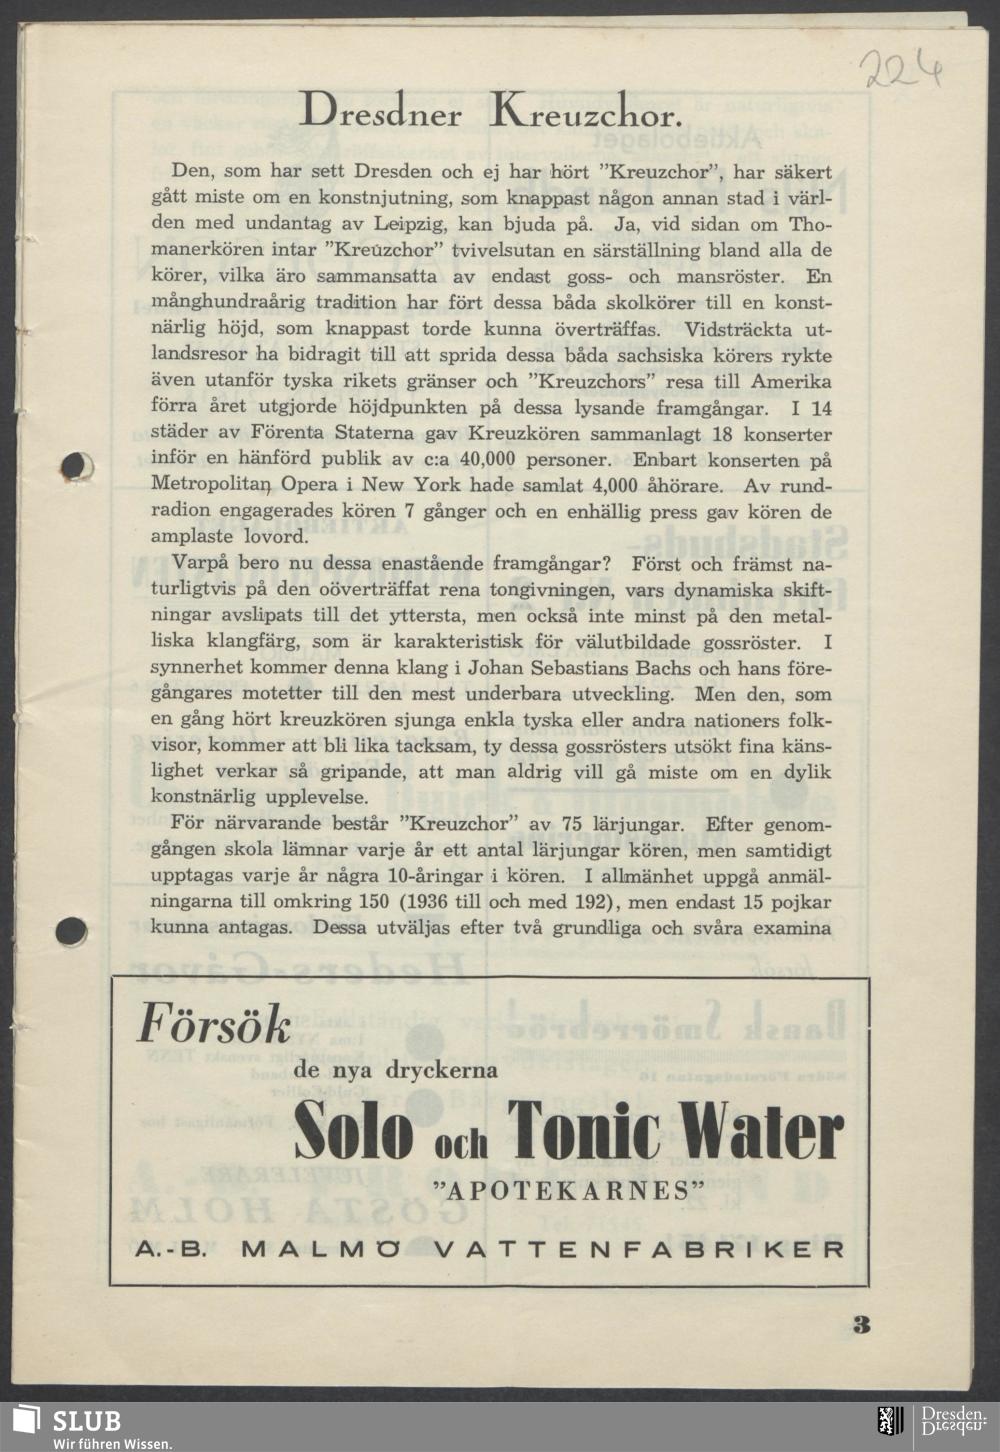 224
Dresdner Kreuzchor.
Den, som har sett Dresden och ej har hört ”Kreuzchor”, har säkert
gått miste om en konstnjutning, som knappast någon annan stad i värl-
den med undantag av Leipzig, kan bjuda på. Ja, vid sidan om Tho-
manerkören intar ”Kreuzchor” tvivelsutan en särställning bland alla de
körer, vilka äro sammansatta av endast goss- och mansröster. En
månghundraårig tradition har fört dessa båda skolkörer till en konst-
närlig höjd, som knappast torde kunna överträffas. Vidsträckta ut-
landsresor ha bidragit till att sprida dessa båda sachsiska körers rykte
även utanför tyska rikets gränser och ”Kreuzchors” resa till Amerika
förra året utgjorde höjdpunkten på dessa lysande framgångar. I 14
städer av Förenta Staterna gav Kreuzkören sammanlagt 18 konserter
inför en hänförd publik av c:a 40,000 personer. Enbart konserten på
Metropolitan Opera i New York hade samlat 4,000 åhörare. Av rund-
radion engagerades kören 7 gånger och en enhällig press gav kören de
amplaste lovord.
Varpå bero nu dessa enastående framgångar? Först och främst na-
turligtvis på den oöverträffat rena tongivningen, vars dynamiska skift-
ningar avslipats till det yttersta, men också inte minst på den metal-
liska klangfärg, som är karakteristisk för välutbildade gossröster. I
synnerhet kommer denna klang i Johan Sebastians Bachs och hans före-
gångares motetter till den mest underbara utveckling. Men den, som
en gång hört kreuzkören sjunga enkla tyska eller andra nationers folk-
visor, kommer att bli lika tacksam, ty dessa gossrösters utsökt fina käns-
lighet verkar så gripande, att man aldrig vill gå miste om en dylik
konstnärlig upplevelse.
För närvarande består ”Kreuzchor” av 75 lärjungar. Efter genom-
gången skola lämnar varje år ett antal lärjungar kören, men samtidigt
upptagas varje år några 10-åringar i kören. I allmänhet uppgå anmäl-
ningarna till omkring 150 (1936 till och med 192), men endast 15 pojkar
kunna antagas. Dessa utväljas efter två grundliga och svåra examina
Försök
de nya dryckerna
Solo och Tonic Water
”APOTEKARNES”
A.-B. MALMÖ VATTENFABRIKER
3
SLUB
Wir führen Wissen.
Dresden.
Dresden.